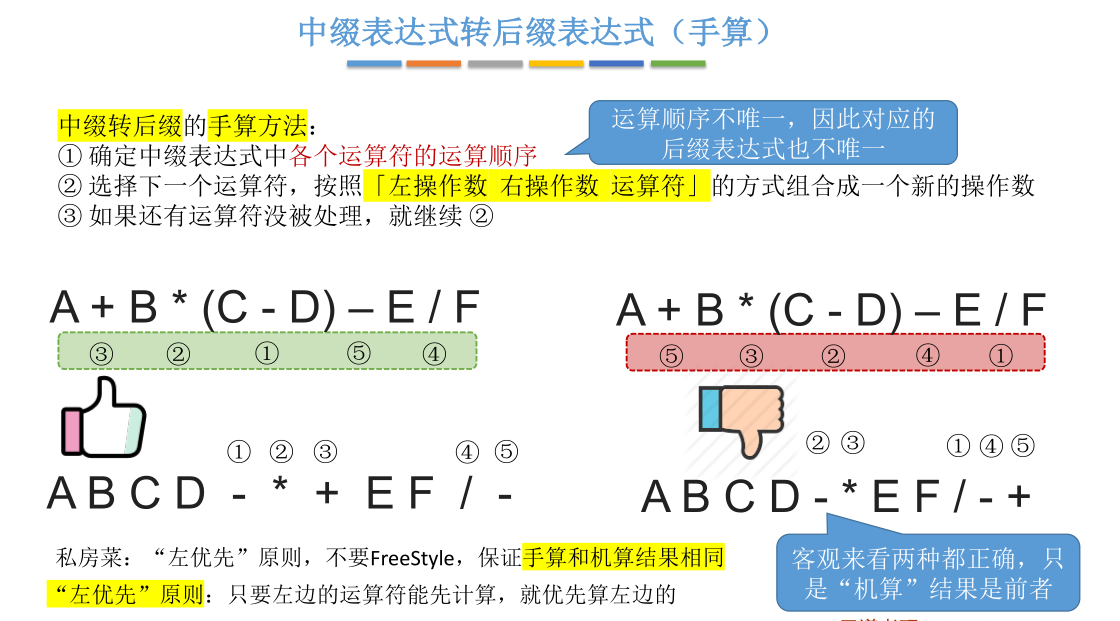 中缀表达式转后缀表达式（手算）
中缀转后缀的手算方法：
① 确定中缀表达式中各个运算符的运算顺序
② 选择下一个运算符，按照「左操作数 右操作数 运算符」的方式组合成一个新的操作数
③ 如果还有运算符没被处理，就继续 ②
运算顺序不唯一，因此对应的
后缀表达式也不唯一
A + B * (C - D) – E / F
③ ② ① ⑤ ④
① ② ③ ④ ⑤
A B C D - * + E F / -
A + B * (C - D) – E / F
⑤ ③ ② ④ ①
② ③ ① ④ ⑤
A B C D - * E F / - +
私房菜：“左优先”原则，不要FreeStyle，保证手算和机算结果相同
“左优先”原则：只要左边的运算符能先计算，就优先算左边的
客观来看两种都正确，只
是“机算”结果是前者